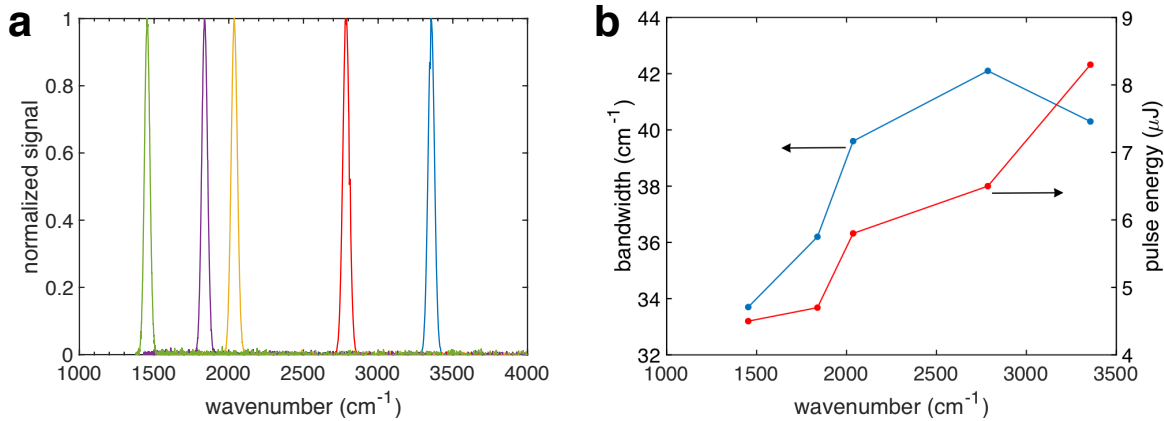 a
1
0.8
0.6
0.4
0.2
0
normalized signal
1000 1500 2000 2500 3000 3500 4000
wavenumber (cm⁻¹)
b
44
42
40
38
36
34
32
bandwidth (cm⁻¹)
9
8
7
6
5
4
pulse energy (μJ)
1000 1500 2000 2500 3000 3500
wavenumber (cm⁻¹)